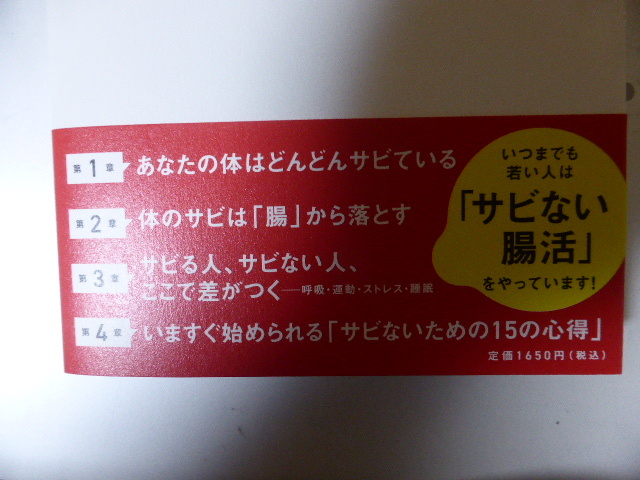 第1章 あなたの体はどんどんサビている
第2章 体のサビは「腸」から落とす
第3章 サビる人、サビない人、
ここで差がつく──呼吸・運動・ストレス・睡眠
第4章 いますぐ始められる「サビないための15の心得」
いつまでも
若い人は
「サビない
腸活」
をやっています!
定価1650円(税込)